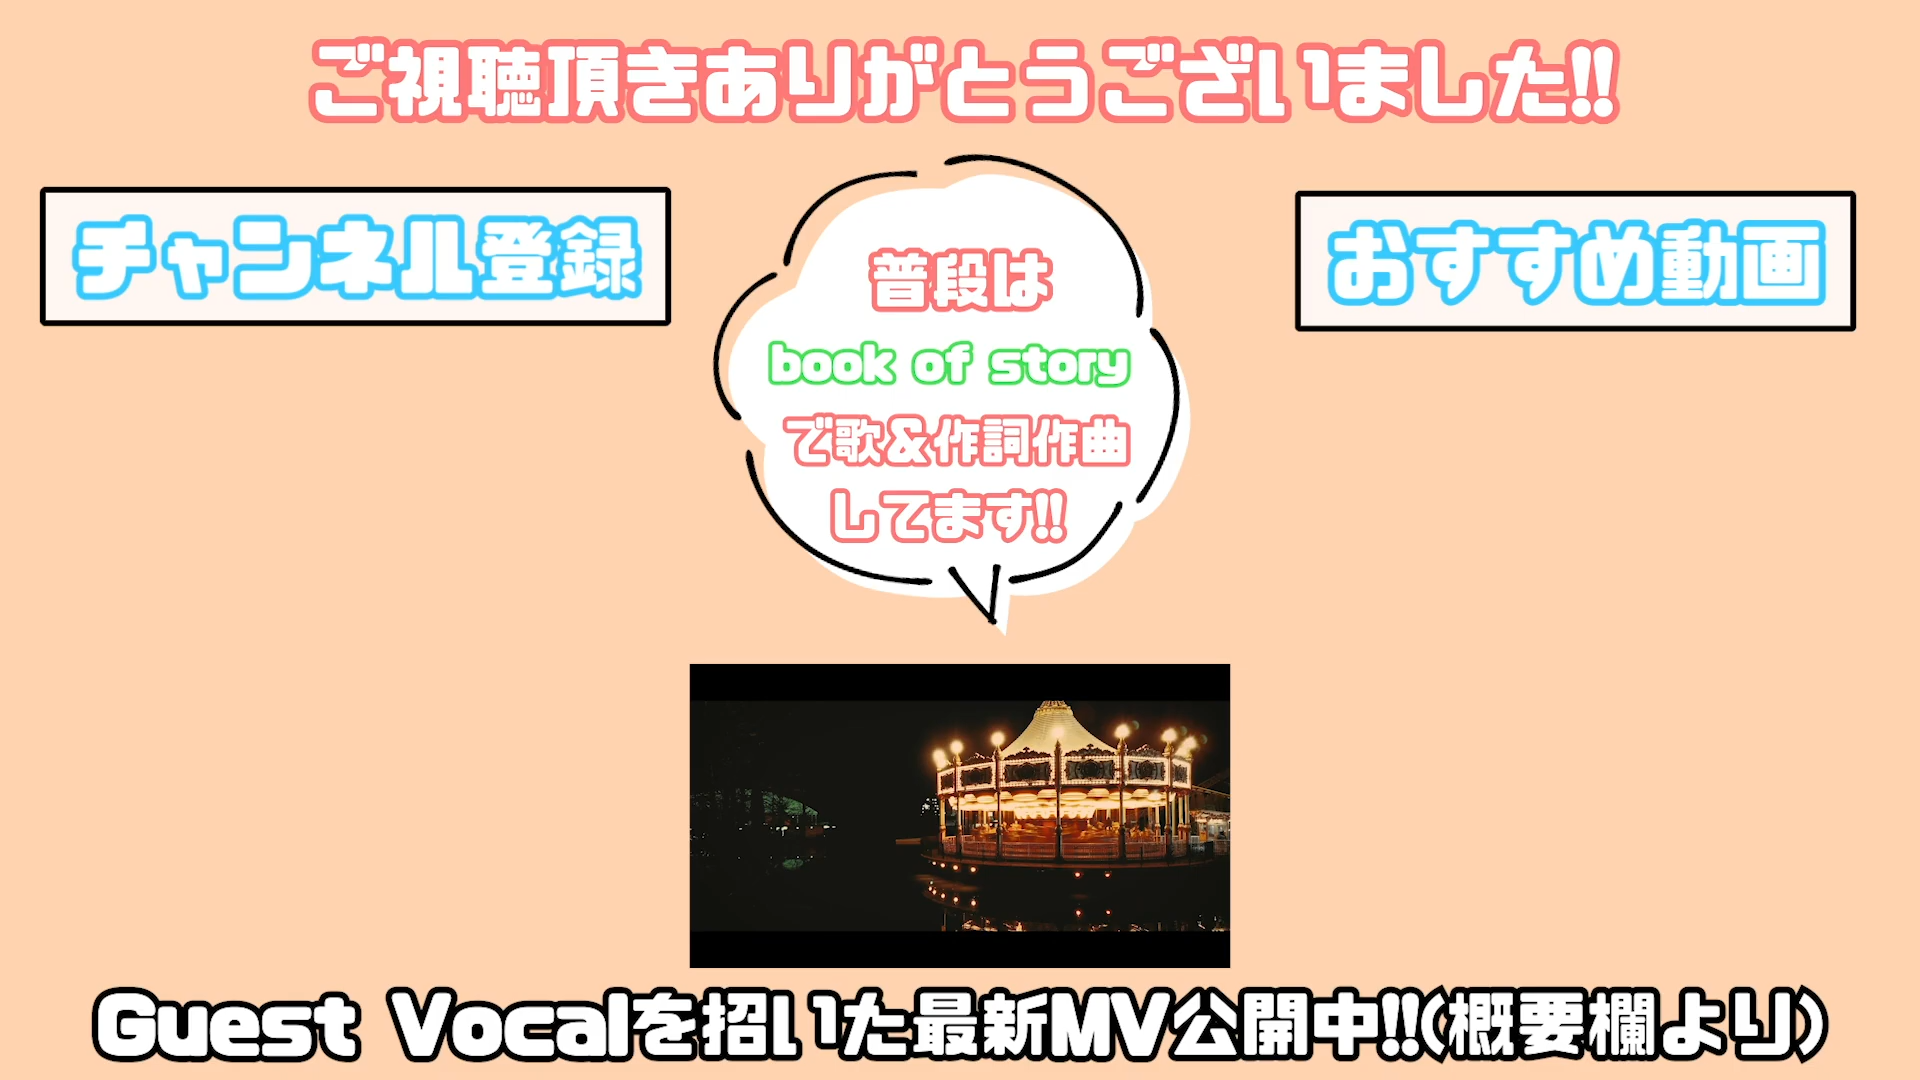 ご視聴頂きありがとうございました!!
チャンネル登録
普段は
book of story
で歌&作詞作曲
してます!!
おすすめ動画
Guest Vocalを招いた最新MV公開中!!(概要欄より)